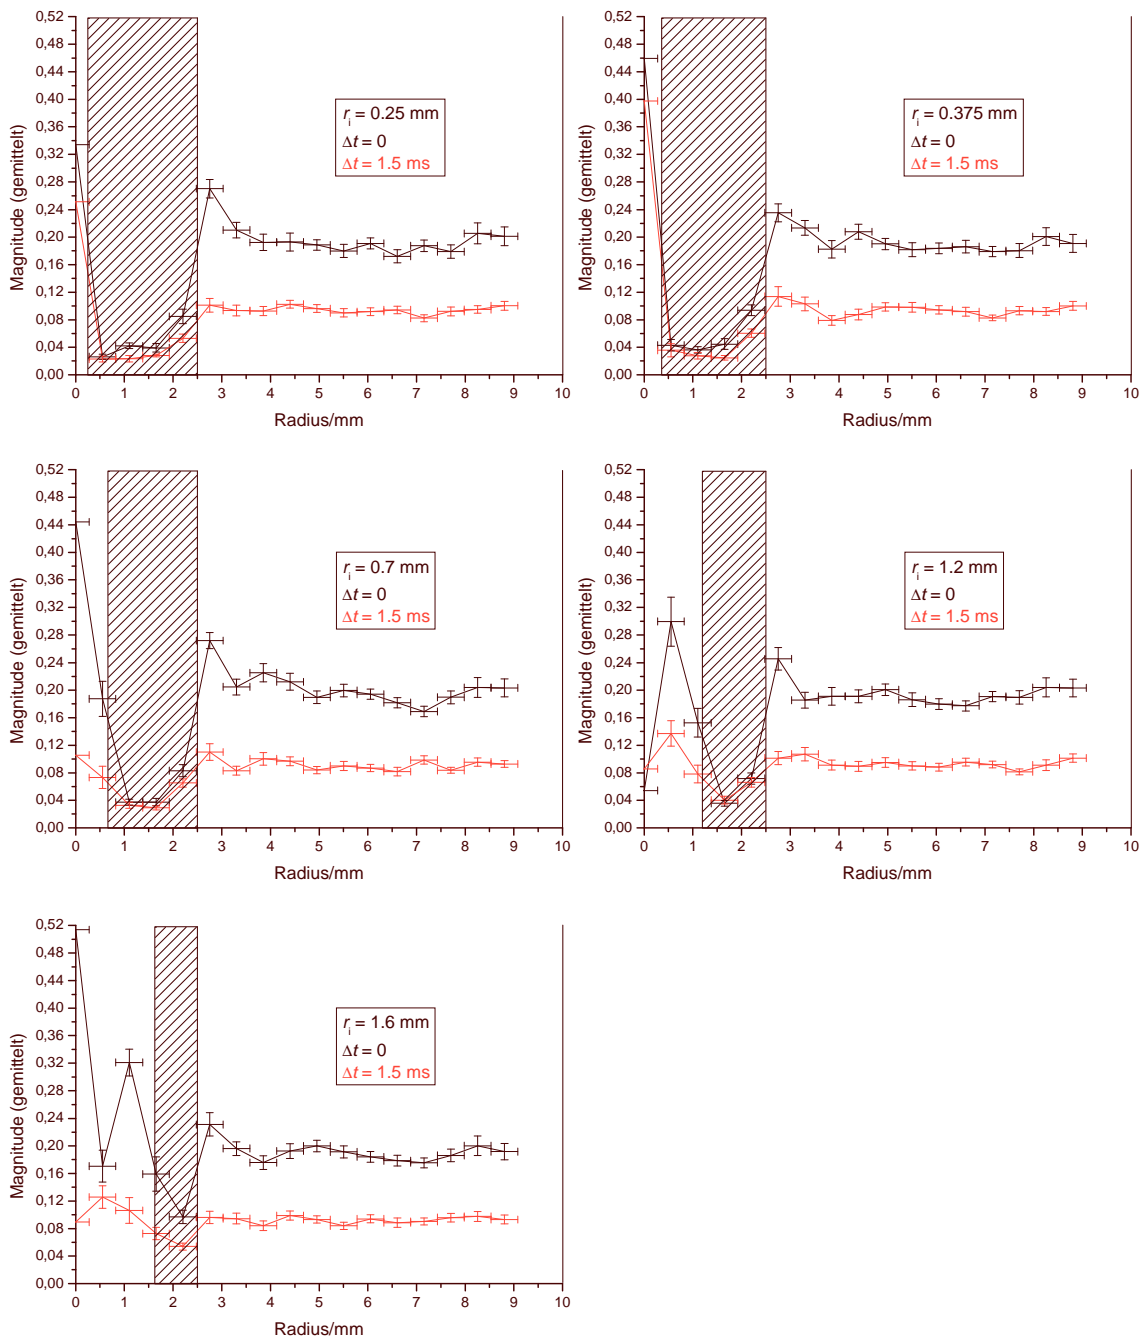 0,52
0,48
0,44
0,40
0,36
0,32
0,28
0,24
0,20
0,16
0,12
0,08
0,04
0,00
Magnitude (gemittelt)
r_i = 0.25 mm
Δt = 0
Δt = 1.5 ms
0 1 2 3 4 5 6 7 8 9 10
Radius/mm
0,52
0,48
0,44
0,40
0,36
0,32
0,28
0,24
0,20
0,16
0,12
0,08
0,04
0,00
Magnitude (gemittelt)
r_i = 0.375 mm
Δt = 0
Δt = 1.5 ms
0 1 2 3 4 5 6 7 8 9 10
Radius/mm
0,52
0,48
0,44
0,40
0,36
0,32
0,28
0,24
0,20
0,16
0,12
0,08
0,04
0,00
Magnitude (gemittelt)
r_i = 0.7 mm
Δt = 0
Δt = 1.5 ms
0 1 2 3 4 5 6 7 8 9 10
Radius/mm
0,52
0,48
0,44
0,40
0,36
0,32
0,28
0,24
0,20
0,16
0,12
0,08
0,04
0,00
Magnitude (gemittelt)
r_i = 1.2 mm
Δt = 0
Δt = 1.5 ms
0 1 2 3 4 5 6 7 8 9 10
Radius/mm
0,52
0,48
0,44
0,40
0,36
0,32
0,28
0,24
0,20
0,16
0,12
0,08
0,04
0,00
Magnitude (gemittelt)
r_i = 1.6 mm
Δt = 0
Δt = 1.5 ms
0 1 2 3 4 5 6 7 8 9 10
Radius/mm